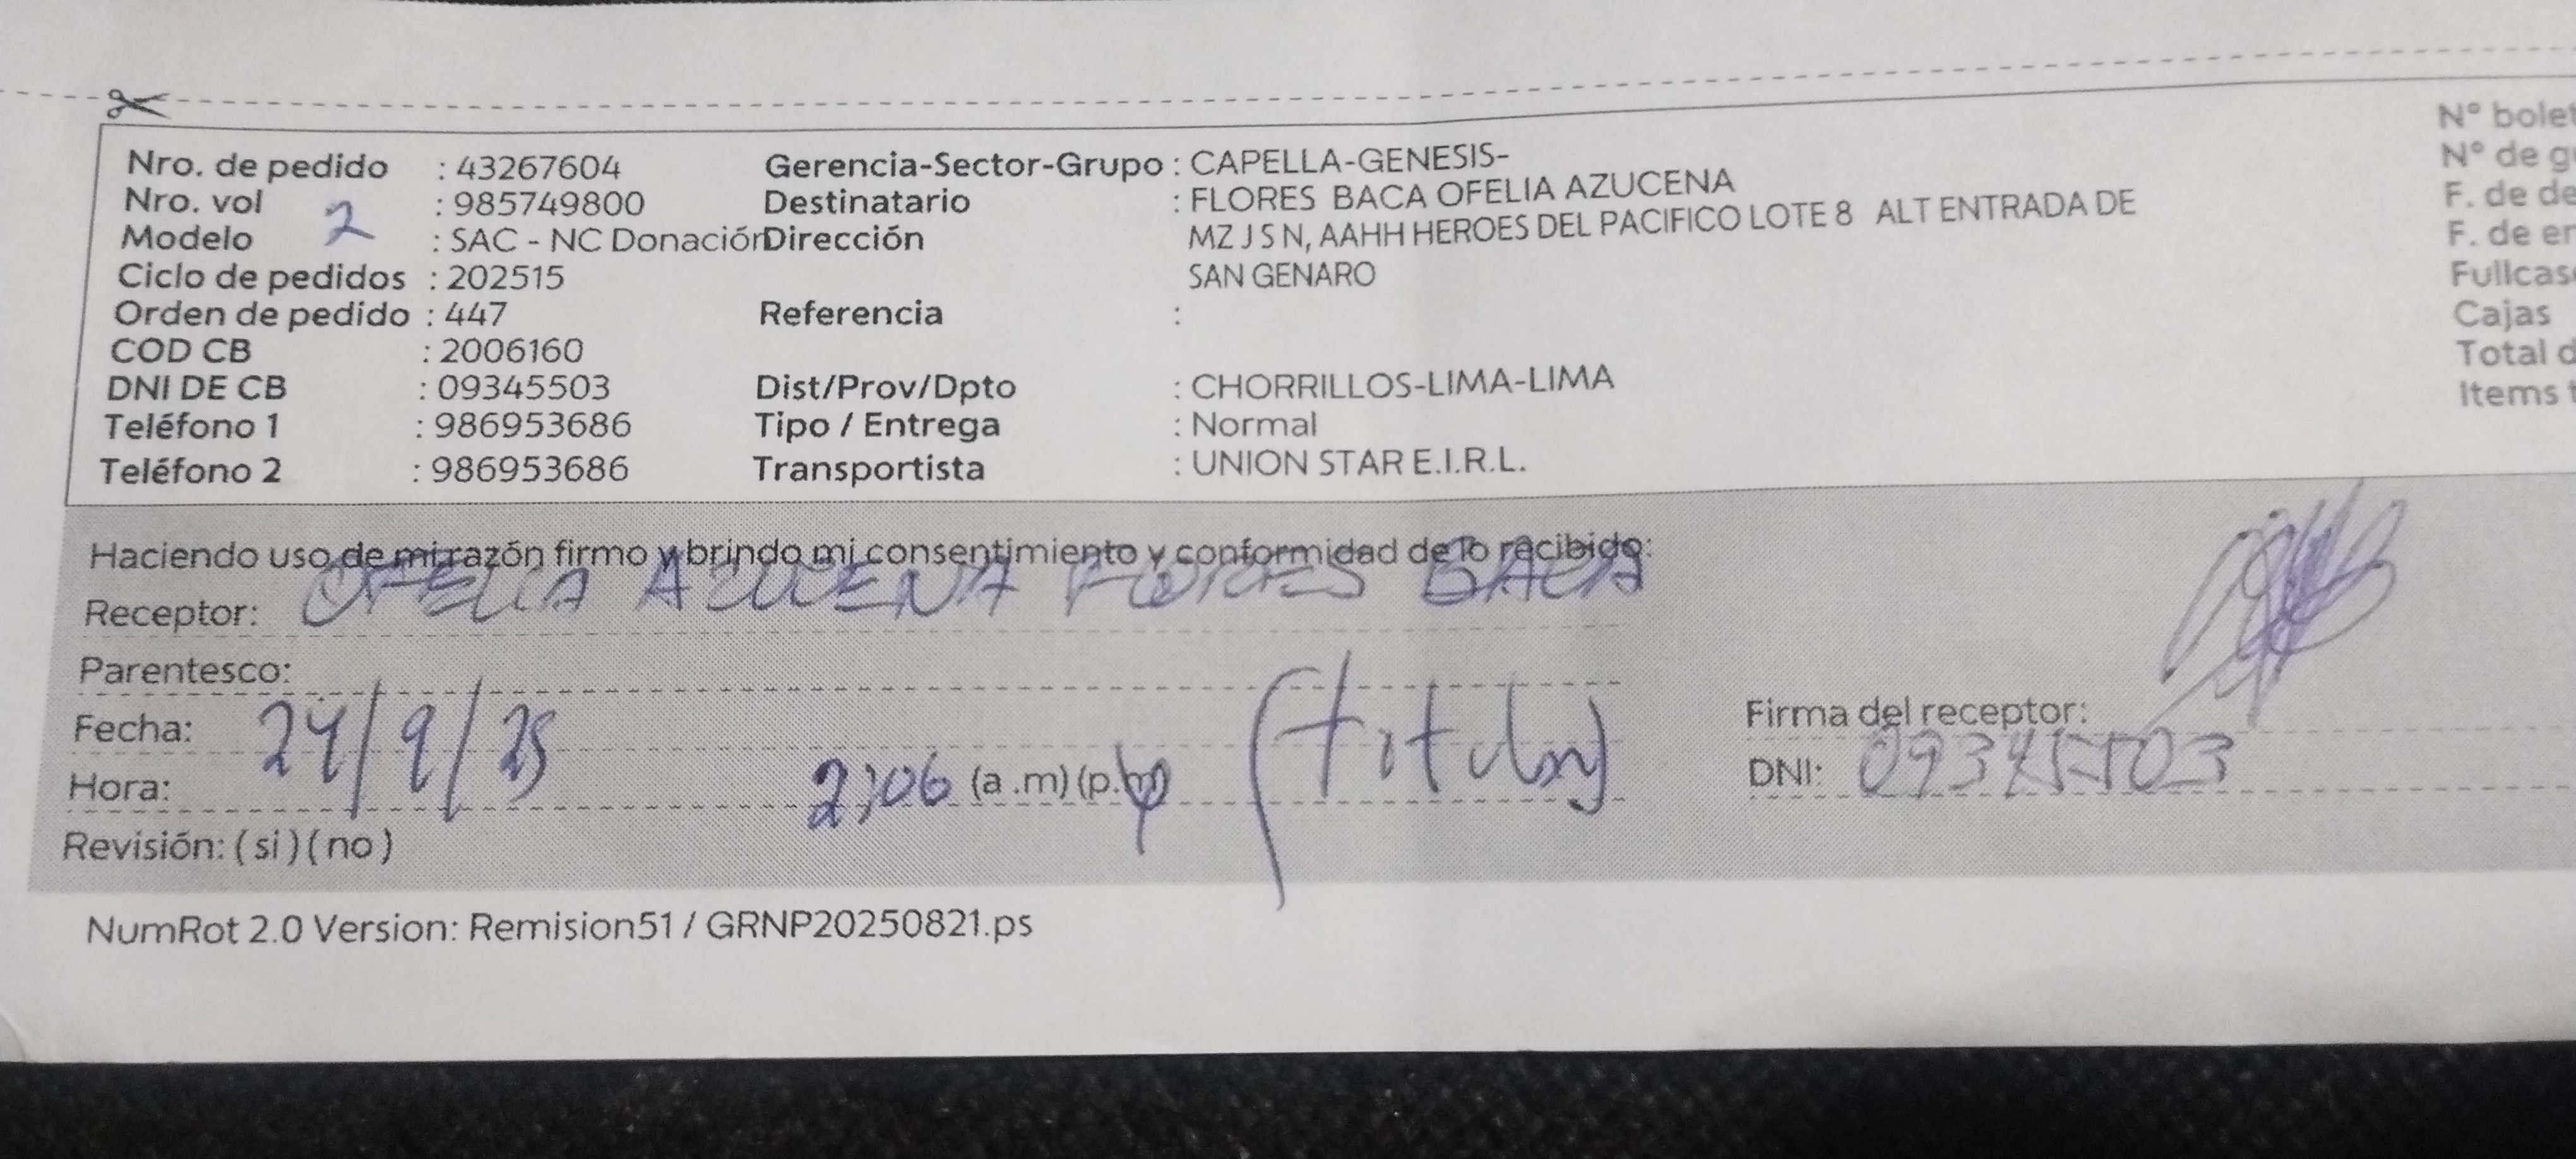 Nro. de pedido : 43267604 Gerencia-Sector-Grupo : CAPELLA-GENESIS- N° bolet
Nro. vol : 985749800 Destinatario : FLORES BACA OFELIA AZUCENA N° de gu
2
Modelo : SAC - NC Donación Dirección MZ J S N, AAHH HEROES DEL PACIFICO LOTE 8 ALT ENTRADA DE F. de de
Ciclo de pedidos : 202515 SAN GENARO F. de en
Orden de pedido : 447 Referencia : Fullcas
COD CB : 2006160 Cajas
DNI DE CB : 09345503 Dist/Prov/Dpto : CHORRILLOS-LIMA-LIMA Total d
Teléfono 1 : 986953686 Tipo / Entrega : Normal Items t
Teléfono 2 : 986953686 Transportista : UNION STAR E.I.R.L.
Haciendo uso de mi razón firmo y brindo mi consentimiento y conformidad de lo recibido:
Receptor: OFELIA AZUCENA FLORES BACA
Parentesco: (titular)
Fecha: 24/9/25 Firma del receptor:
Hora: 2:06 (a .m) (p.m) DNI: 09345503
Revisión: ( si ) ( no )
NumRot 2.0 Version: Remision51 / GRNP20250821.ps